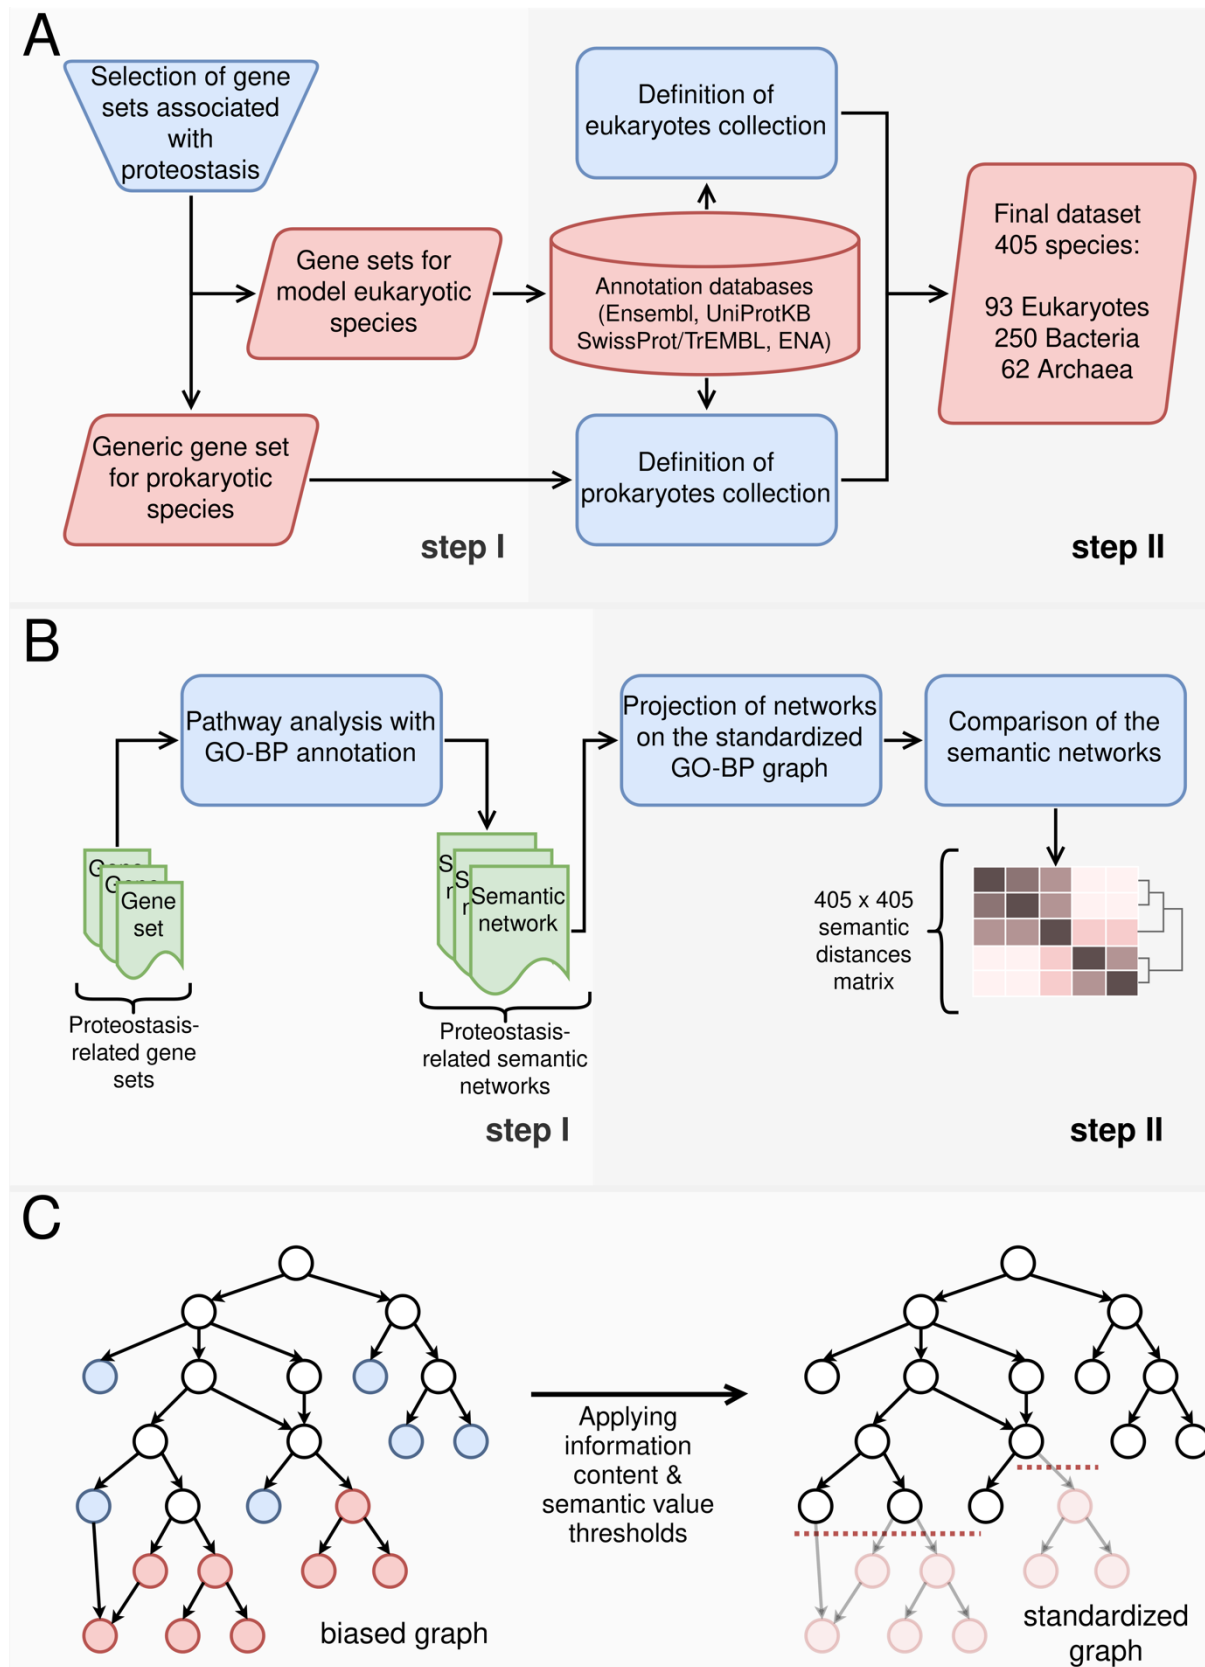 A
Selection of gene
sets associated
with
proteostasis
Definition of
eukaryotes collection
Gene sets for
model eukaryotic
species
Annotation databases
(Ensembl, UniProtKB
SwissProt/TrEMBL, ENA)
Final dataset
405 species:
93 Eukaryotes
250 Bacteria
62 Archaea
Generic gene set
for prokaryotic
species
Definition of
prokaryotes collection
step I
step II
B
Pathway analysis with
GO-BP annotation
Projection of networks
on the standardized
GO-BP graph
Comparison of the
semantic networks
Gene
Gene
Gene
set
S
r
S
r
Semantic
network
405 x 405
semantic
distances
matrix
Proteostasis-
related gene
sets
Proteostasis-
related semantic
networks
step I
step II
C
Applying
information
content &
semantic value
thresholds
biased graph
standardized
graph